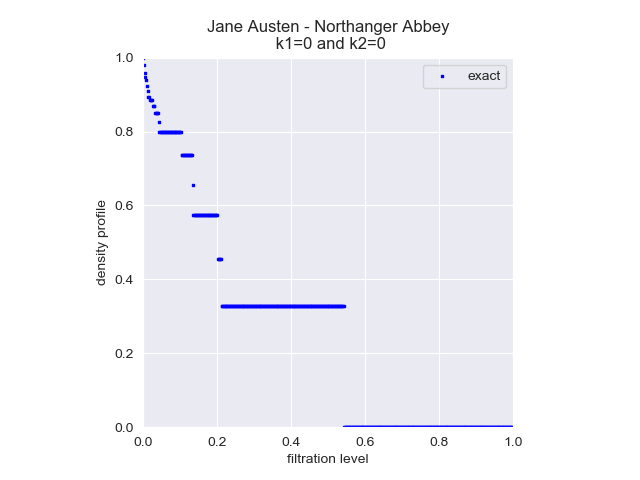 Jane Austen - Northanger Abbey
k1=0 and k2=0
exact
1.0
0.8
0.6
0.4
0.2
0.0
density profile
0.0 0.2 0.4 0.6 0.8 1.0
filtration level